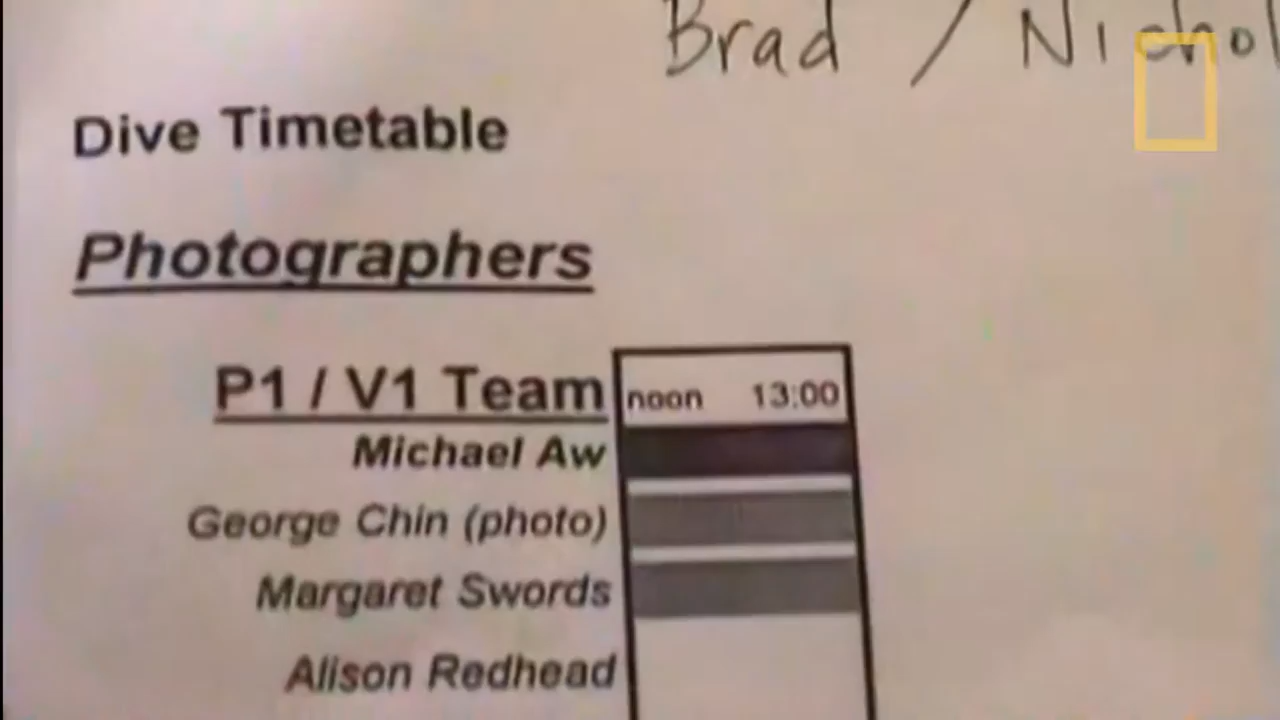 Brad / Nichol
Dive Timetable
Photographers
P1 / V1 Team noon 13:00
Michael Aw
George Chin (photo)
Margaret Swords
Alison Redhead